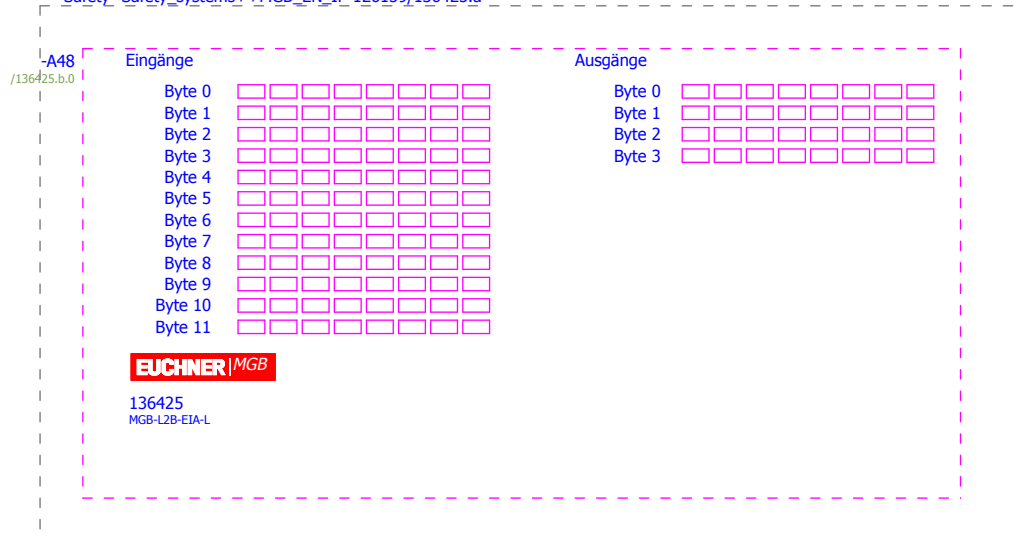 -A48
/136425.b.0
Eingänge
Byte 0
Byte 1
Byte 2
Byte 3
Byte 4
Byte 5
Byte 6
Byte 7
Byte 8
Byte 9
Byte 10
Byte 11
Ausgänge
Byte 0
Byte 1
Byte 2
Byte 3
EUCHNER|MGB
136425
MGB-L2B-EIA-L